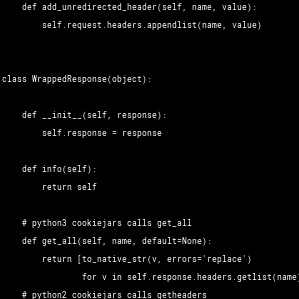 def add_unredirected_header(self, name, value):
self.request.headers.appendlist(name, value)
class WrappedResponse(object):
def __init__(self, response):
self.response = response
def info(self):
return self
# python3 cookiejars calls get_all
def get_all(self, name, default=None):
return [to_native_str(v, errors='replace')
for v in self.response.headers.getlist(name)
# python2 cookiejars calls getheaders